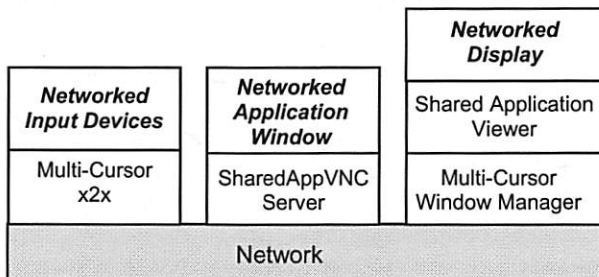 Networked
Input Devices
Multi-Cursor
x2x
Networked
Application
Window
SharedAppVNC
Server
Networked
Display
Shared Application
Viewer
Multi-Cursor
Window Manager
Network